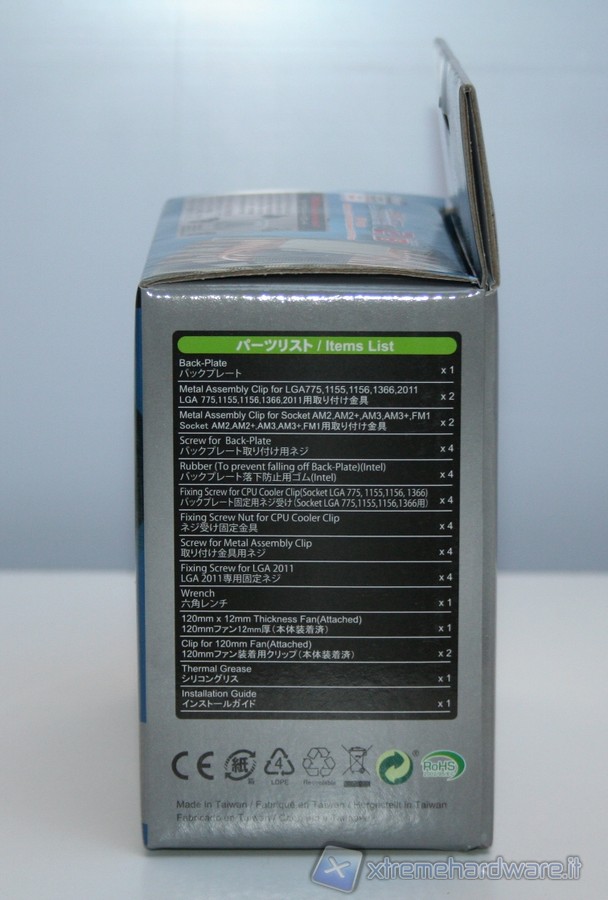 パーツリスト / Items List
Back-Plate
バックプレート x 1
Metal Assembly Clip for LGA775,1155,1156,1366,2011
LGA 775,1155,1156,1366,2011用取り付け金具 x 2
Metal Assembly Clip for Socket AM2,AM2+,AM3,AM3+,FM1
Socket AM2,AM2+,AM3,AM3+,FM1用取り付け金具 x 2
Screw for Back-Plate
バックプレート取り付け用ネジ x 4
Rubber (To prevent falling off Back-Plate)(Intel)
バックプレート落下防止用ゴム(Intel) x 4
Fixing Screw for CPU Cooler Clip(Socket LGA 775, 1155,1156, 1366)
バックプレート固定用ネジ受け(Socket LGA 775,1155,1156,1366用) x 4
Fixing Screw Nut for CPU Cooler Clip
ネジ受け固定金具 x 4
Screw for Metal Assembly Clip
取り付け金具用ネジ x 4
Fixing Screw for LGA 2011
LGA 2011専用固定ネジ x 4
Wrench
六角レンチ x 1
120mm x 12mm Thickness Fan(Attached)
120mmファン12mm厚(本体装着済) x 1
Clip for 120mm Fan(Attached)
120mmファン装着用クリップ(本体装着済) x 2
Thermal Grease
シリコングリス x 1
Installation Guide
インストールガイド x 1
CE 紙 4 LDPE RoHS
Made in Taiwan / Fabriqué en Taiwan / Hergestellt in Taiwan
Fabricado en Taiwan /
xtremehardware.it